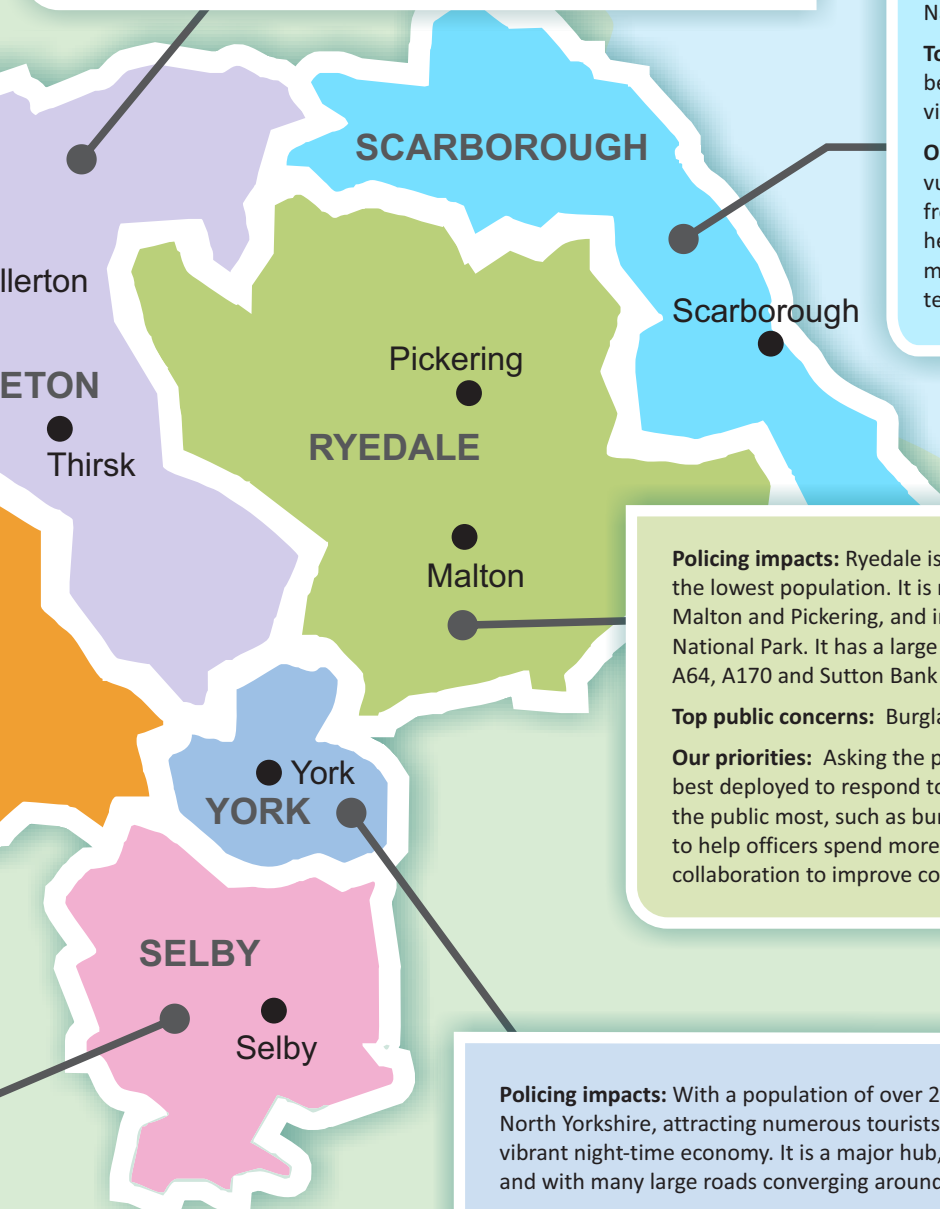 SCARBOROUGH
llerton
Scarborough
Pickering
ETON
RYEDALE
Thirsk
Malton
York
YORK
SELBY
Selby
N
To
be
vi
O
vu
fr
he
m
te
Policing impacts: Ryedale is
the lowest population. It is
Malton and Pickering, and
National Park. It has a large
A64, A170 and Sutton Bank
Top public concerns: Burgla
Our priorities: Asking the p
best deployed to respond to
the public most, such as bur
to help officers spend more
collaboration to improve co
Policing impacts: With a population of over 2
North Yorkshire, attracting numerous tourists
vibrant night-time economy. It is a major hub,
and with many large roads converging around